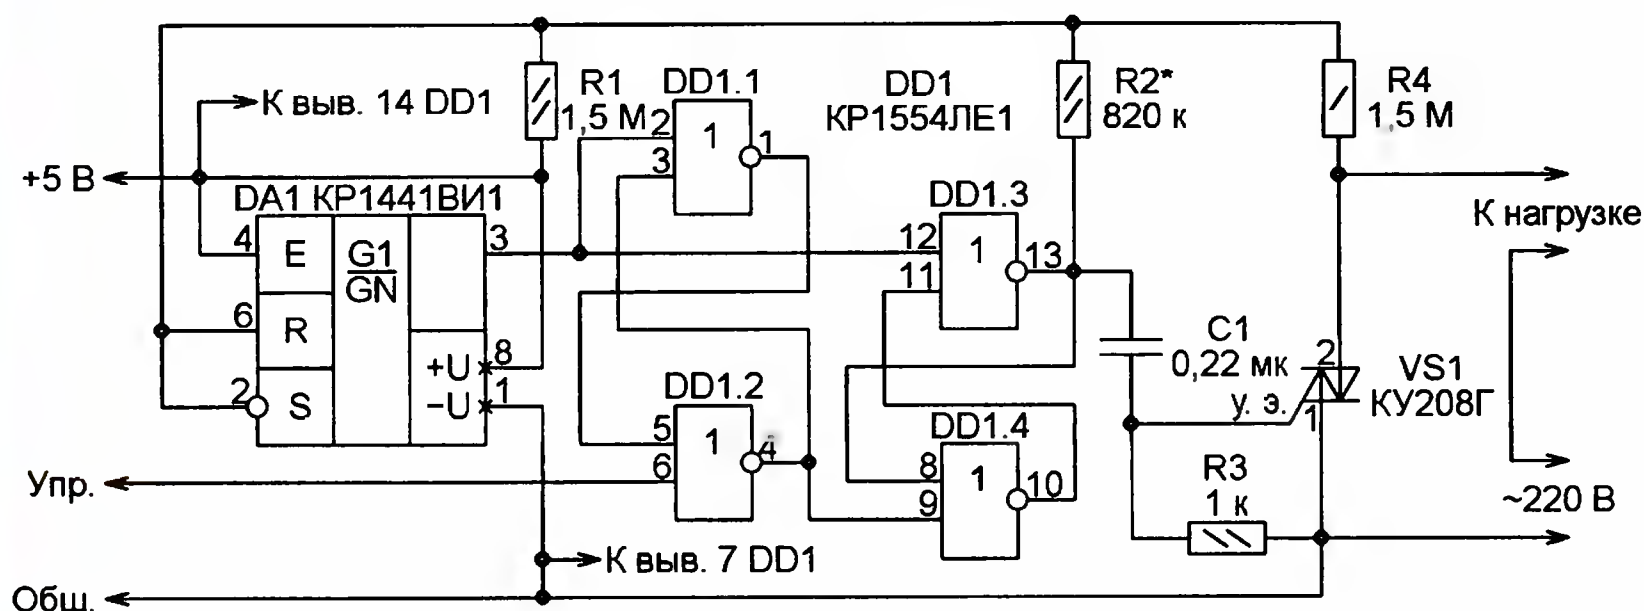 К выв. 14 DD1
+5 В
DA1 КР1441ВИ1
4
E
6
R
2
S
G1
GN
3
+U
8
−U
1
R1
1,5 М
DD1.1
2
3
1
1
DD1
КР1554ЛЕ1
R2*
820 к
R4
1,5 М
DD1.3
12
11
1
13
К нагрузке
C1
0,22 мк
2
у. э.
1
VS1
КУ208Г
DD1.2
5
6
1
4
DD1.4
8
9
1
10
R3
1 к
~220 В
Упр.
К выв. 7 DD1
Общ.